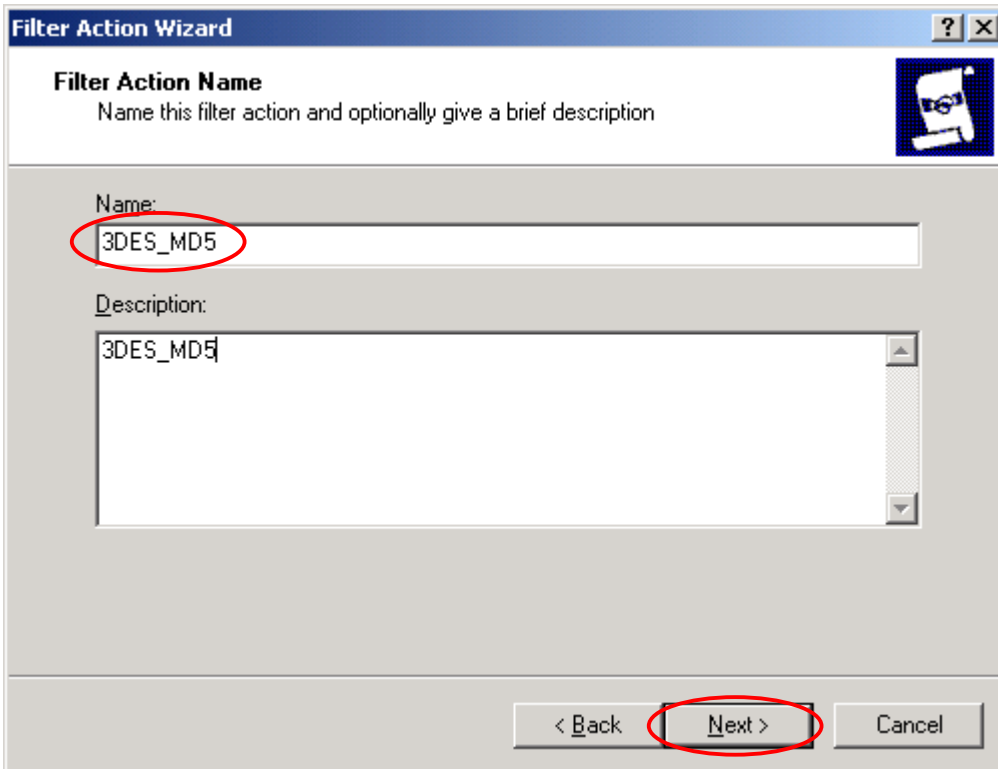 Filter Action Wizard
Filter Action Name
Name this filter action and optionally give a brief description
Name:
3DES_MD5
Description:
3DES_MD5
< Back Next > Cancel